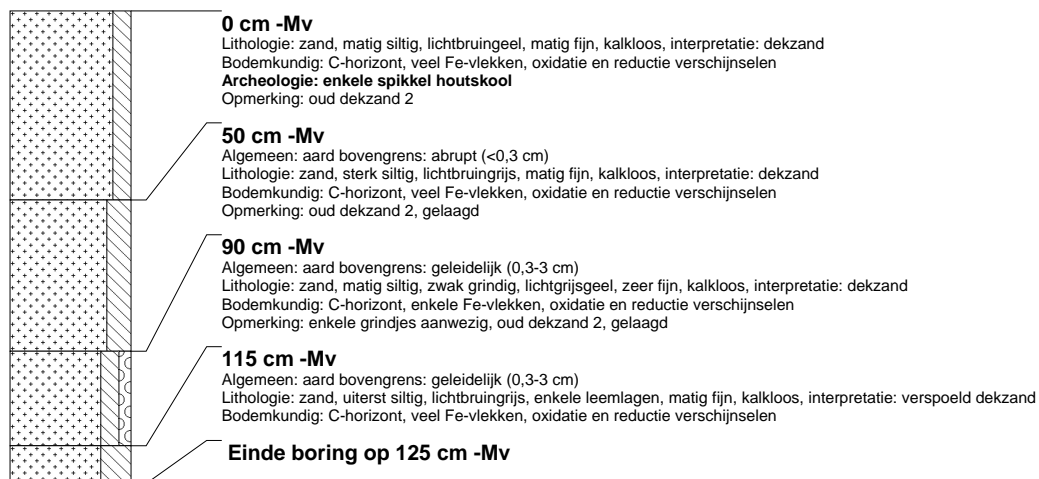 0 cm -Mv
Lithologie: zand, matig siltig, lichtbruingeel, matig fijn, kalkloos, interpretatie: dekzand
Bodemkundig: C-horizont, veel Fe-vlekken, oxidatie en reductie verschijnselen
Archeologie: enkele spikkel houtskool
Opmerking: oud dekzand 2
50 cm -Mv
Algemeen: aard bovengrens: abrupt (<0,3 cm)
Lithologie: zand, sterk siltig, lichtbruingrijs, matig fijn, kalkloos, interpretatie: dekzand
Bodemkundig: C-horizont, veel Fe-vlekken, oxidatie en reductie verschijnselen
Opmerking: oud dekzand 2, gelaagd
90 cm -Mv
Algemeen: aard bovengrens: geleidelijk (0,3-3 cm)
Lithologie: zand, matig siltig, zwak grindig, lichtgrijsgeel, zeer fijn, kalkloos, interpretatie: dekzand
Bodemkundig: C-horizont, enkele Fe-vlekken, oxidatie en reductie verschijnselen
Opmerking: enkele grindjes aanwezig, oud dekzand 2, gelaagd
115 cm -Mv
Algemeen: aard bovengrens: geleidelijk (0,3-3 cm)
Lithologie: zand, uiterst siltig, lichtbruingrijs, enkele leemlagen, matig fijn, kalkloos, interpretatie: verspoeld dekzand
Bodemkundig: C-horizont, veel Fe-vlekken, oxidatie en reductie verschijnselen
Einde boring op 125 cm -Mv